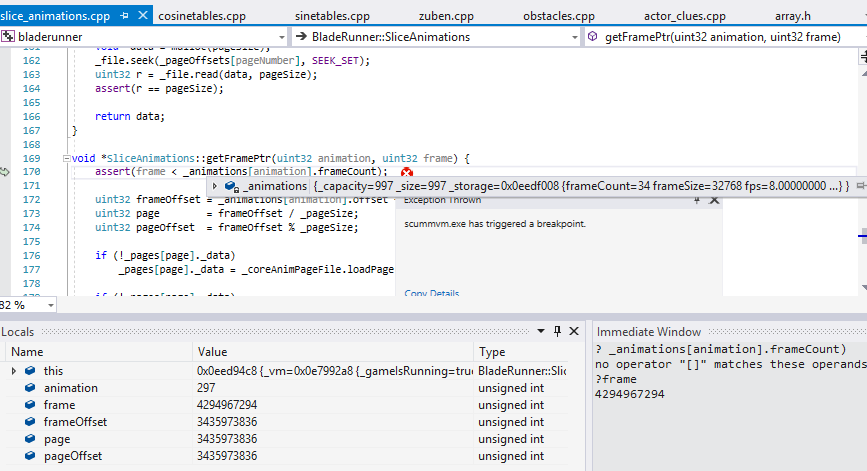 slice_animations.cpp
cosinetables.cpp
sinetables.cpp
zuben.cpp
obstacles.cpp
actor_clues.cpp
array.h
bladerunner
BladeRunner::SliceAnimations
getFramePtr(uint32 animation, uint32 frame)
162 _file.seek(_pageOffsets[pageNumber], SEEK_SET);
163 uint32 r = _file.read(data, pageSize);
164 assert(r == pageSize);
165
166 return data;
167 }
168
169 void *SliceAnimations::getFramePtr(uint32 animation, uint32 frame) {
170 assert(frame < _animations[animation].frameCount);
171 _animations {_capacity=997 _size=997 _storage=0x0eedf008 {frameCount=34 frameSize=32768 fps=8.00000000 ...} }
172 uint32 frameOffset = _animations[animation].offset
Exception Thrown
173 uint32 page = frameOffset / _pageSize;
scummvm.exe has triggered a breakpoint.
174 uint32 pageOffset = frameOffset % _pageSize;
175
176 if (!_pages[page]._data)
177 _pages[page]._data = _coreAnimPageFile.loadPage
178
Copy Details
82 %
Locals
Name Value Type
this 0x0eed94c8 {_vm=0x0e7992a8 {_gameIsRunning=true BladeRunner::Slic
animation 297 unsigned int
frame 4294967294 unsigned int
frameOffset 3435973836 unsigned int
page 3435973836 unsigned int
pageOffset 3435973836 unsigned int
Immediate Window
? _animations[animation].frameCount)
no operator "[]" matches these operands
?frame
4294967294